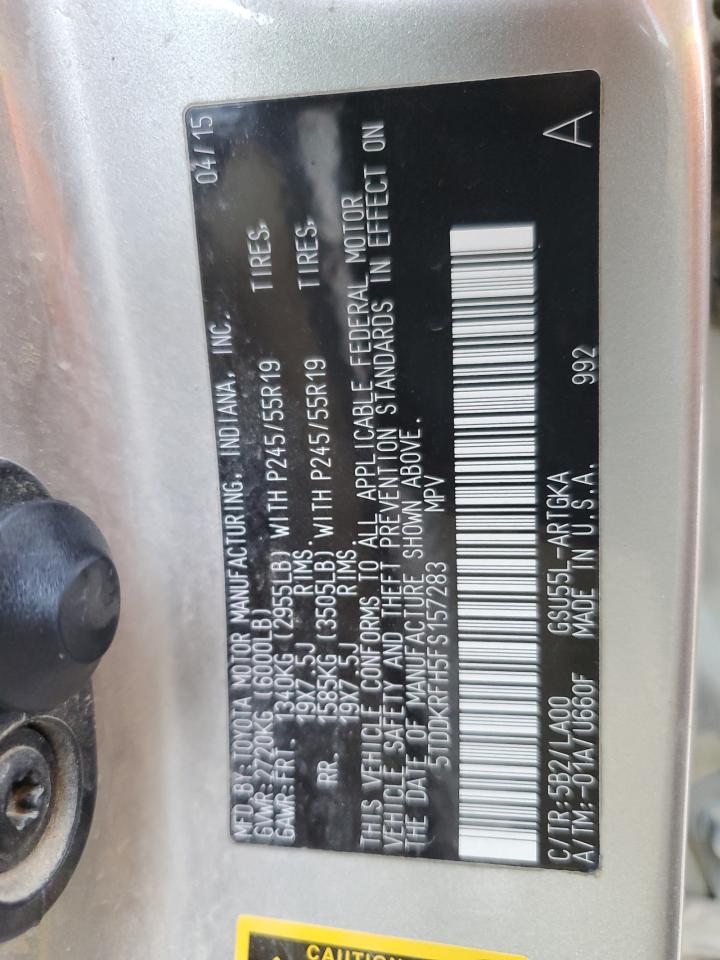 MFD. BY:TOYOTA MOTOR MANUFACTURING, INDIANA, INC. 04/15
GVWR:2720KG (6000LB)
GAWR:FRT. 1340KG (2955LB) WITH P245/55R19 TIRES,
19X7.5J RIMS.
RR. 1585KG (3505LB) WITH P245/55R19 TIRES,
19X7.5J RIMS.
THIS VEHICLE CONFORMS TO ALL APPLICABLE FEDERAL MOTOR
VEHICLE SAFETY AND THEFT PREVENTION STANDARDS IN EFFECT ON
THE DATE OF MANUFACTURE SHOWN ABOVE.
5TDDKRFH5FS157283 MPV
C/TR:5B2/LA00 GSU55L-ARTGKA 992 A
A/TM:-01A/U660F MADE IN U.S.A.
CAUTION